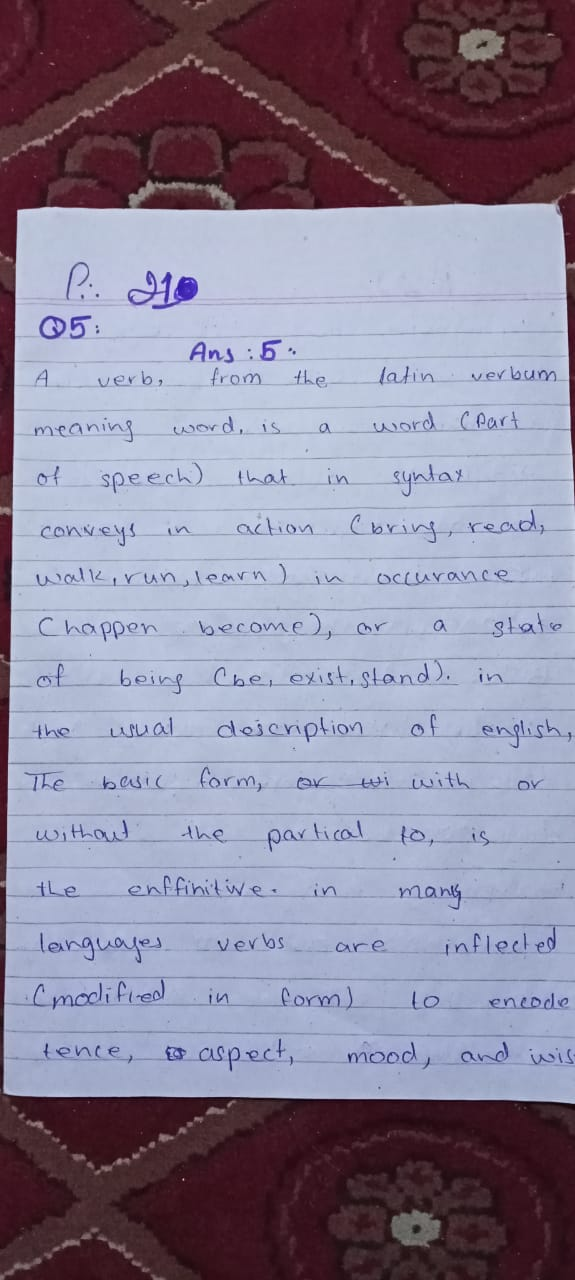 P:. 210
Q5:
Ans : 5.
A verb, from the latin verbum
meaning word, is a word (Part
of speech) that in syntax
conveys in action (bring, read,
walk, run, learn) in occurance
(happen become), or a state
of being (be, exist, stand). in
the usual description of english,
The basic form, or wi with or
without the partical to, is
the enffinitive. in many
languages verbs are inflected
(modified in form) to encode
tence, aspect, mood, and wis